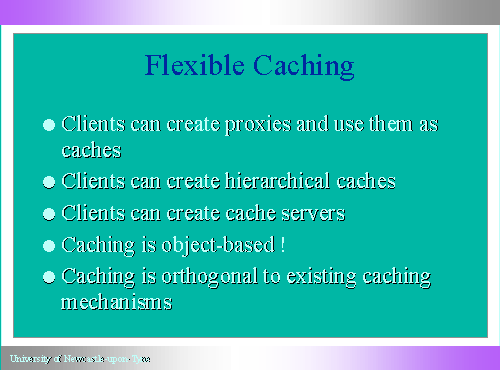 Flexible Caching
Clients can create proxies and use them as
caches
Clients can create hierarchical caches
Clients can create cache servers
Caching is object-based !
Caching is orthogonal to existing caching
mechanisms
University of Newcastle upon Tyne